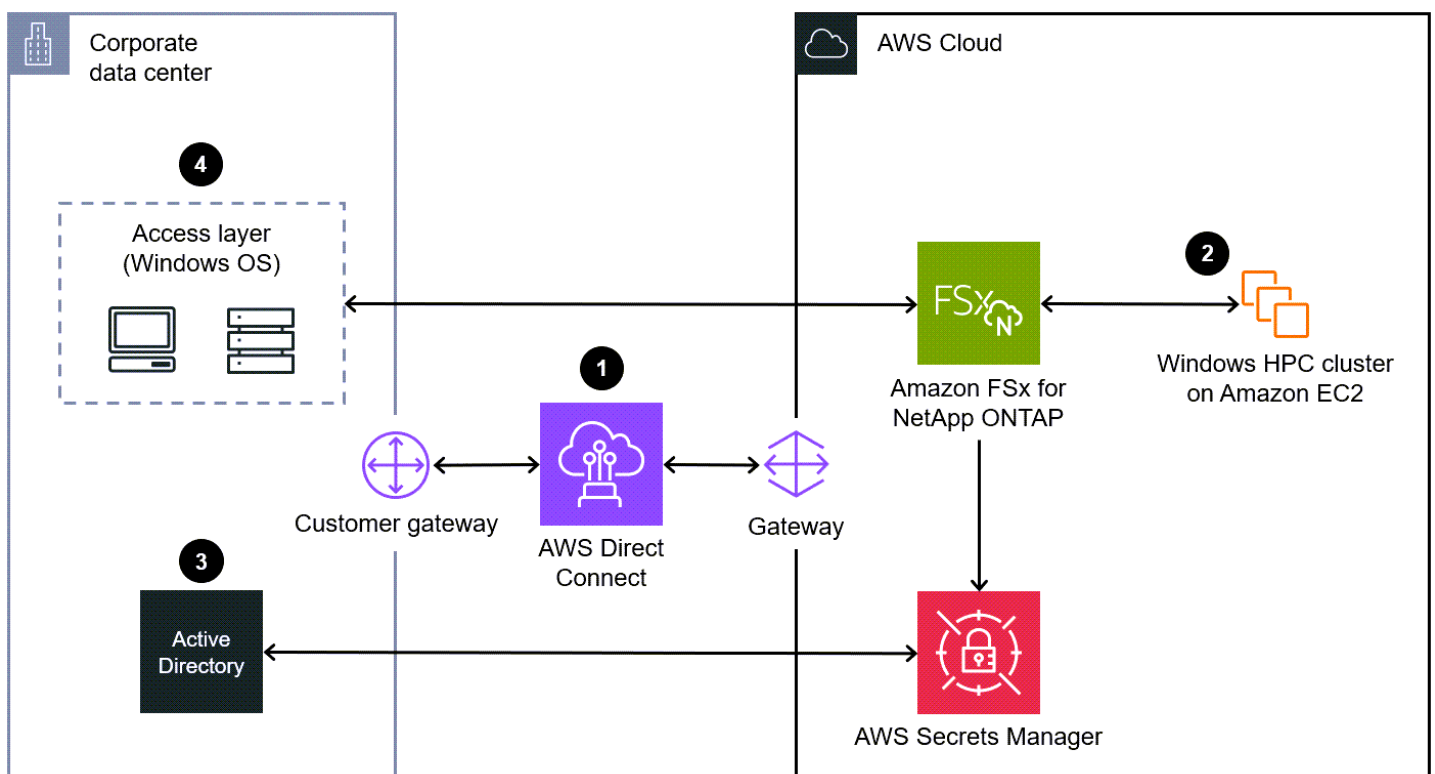 Corporate
data center
AWS Cloud
4
Access layer
(Windows OS)
2
FSx
N
Windows HPC cluster
on Amazon EC2
1
Amazon FSx for
NetApp ONTAP
Customer gateway
AWS Direct
Connect
Gateway
3
Active
Directory
AWS Secrets Manager